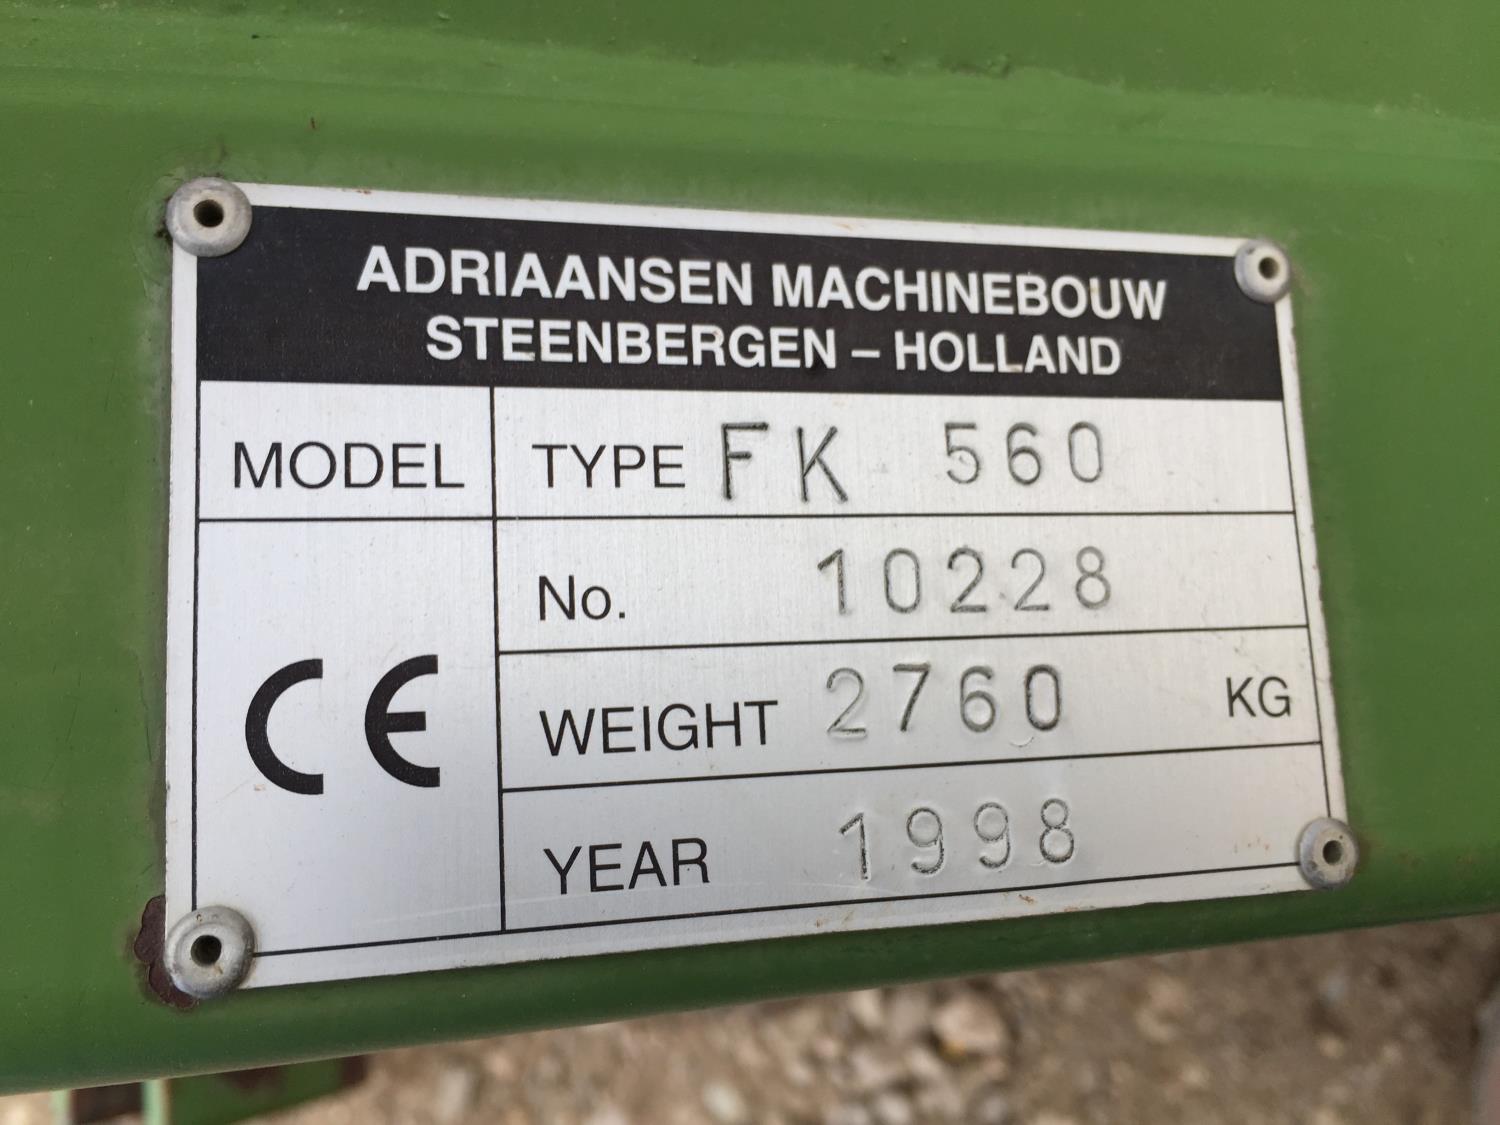 ADRIAANSEN MACHINEBOUW
STEENBERGEN – HOLLAND
MODEL TYPE FK 560
No. 10228
CE
WEIGHT 2760 KG
YEAR 1998